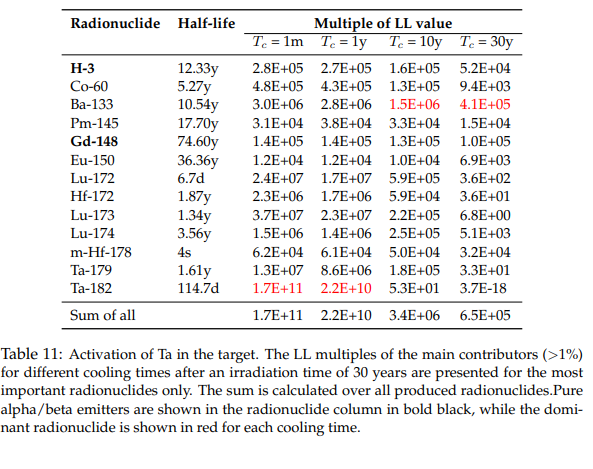 Radionuclide Half-life Multiple of LL value
Tc = 1m Tc = 1y Tc = 10y Tc = 30y
H-3 12.33y 2.8E+05 2.7E+05 1.6E+05 5.2E+04
Co-60 5.27y 4.8E+05 4.3E+05 1.3E+05 9.4E+03
Ba-133 10.54y 3.0E+06 2.8E+06 1.5E+06 4.1E+05
Pm-145 17.70y 3.1E+04 3.8E+04 3.3E+04 1.5E+04
Gd-148 74.60y 1.4E+05 1.4E+05 1.3E+05 1.0E+05
Eu-150 36.36y 1.2E+04 1.2E+04 1.0E+04 6.9E+03
Lu-172 6.7d 2.4E+07 1.7E+07 5.9E+05 3.6E+02
Hf-172 1.87y 2.3E+06 1.7E+06 5.9E+04 3.6E+01
Lu-173 1.34y 3.7E+07 2.3E+07 2.2E+05 6.8E+00
Lu-174 3.56y 1.5E+06 1.4E+06 2.5E+05 5.1E+03
m-Hf-178 4s 6.2E+04 6.1E+04 5.0E+04 3.2E+04
Ta-179 1.61y 1.3E+07 8.6E+06 1.8E+05 3.3E+01
Ta-182 114.7d 1.7E+11 2.2E+10 5.3E+01 3.7E-18
Sum of all 1.7E+11 2.2E+10 3.4E+06 6.5E+05
Table 11: Activation of Ta in the target. The LL multiples of the main contributors (>1%)
for different cooling times after an irradiation time of 30 years are presented for the most
important radionuclides only. The sum is calculated over all produced radionuclides.Pure
alpha/beta emitters are shown in the radionuclide column in bold black, while the domi-
nant radionuclide is shown in red for each cooling time.